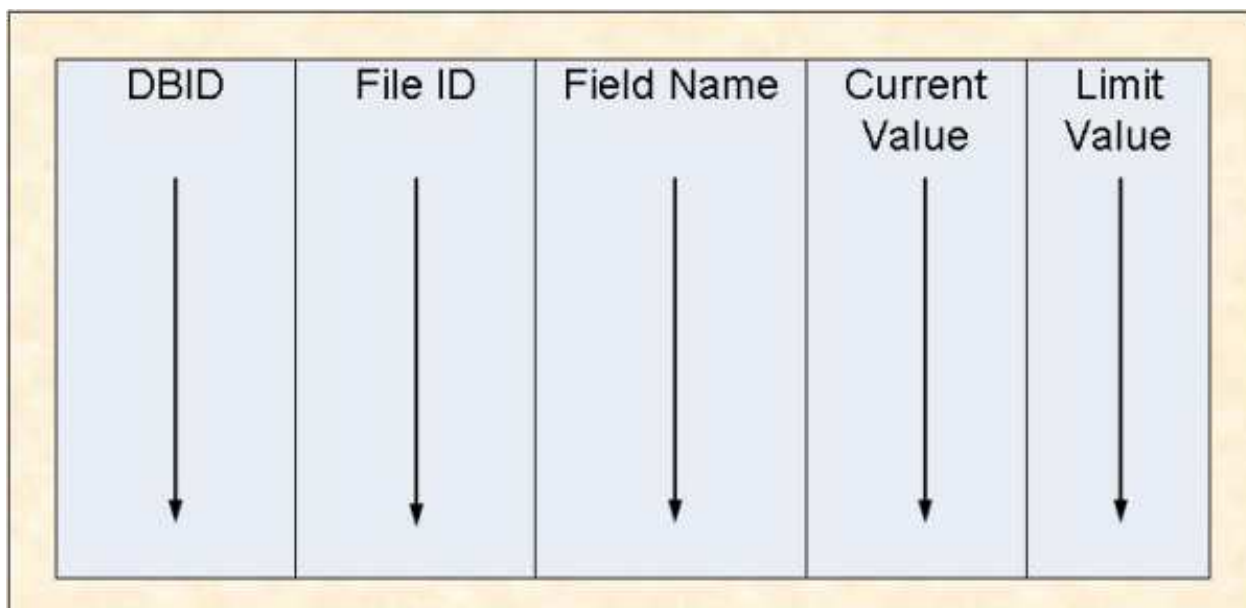 DBID
File ID
Field Name
Current
Value
Limit
Value